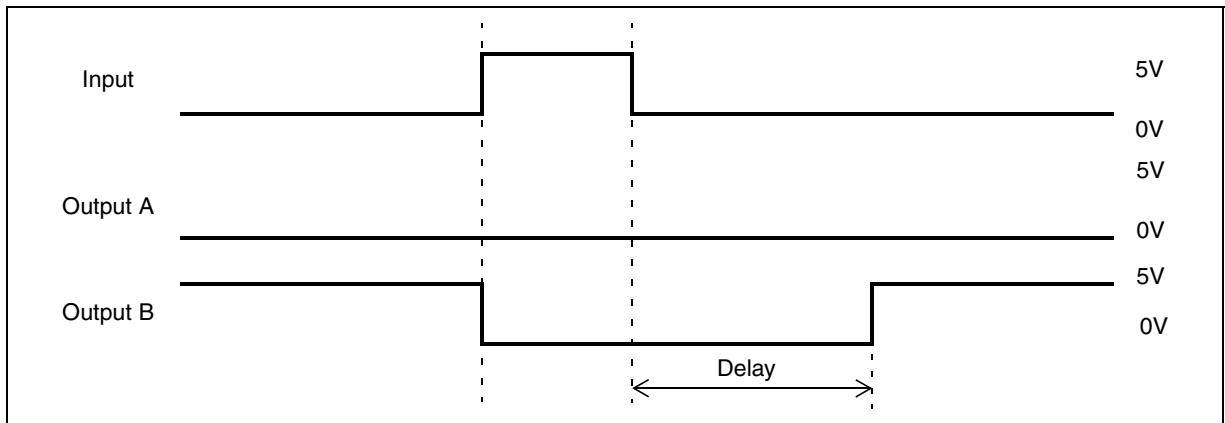 Input
5V
0V
Output A
5V
0V
Output B
5V
0V
Delay